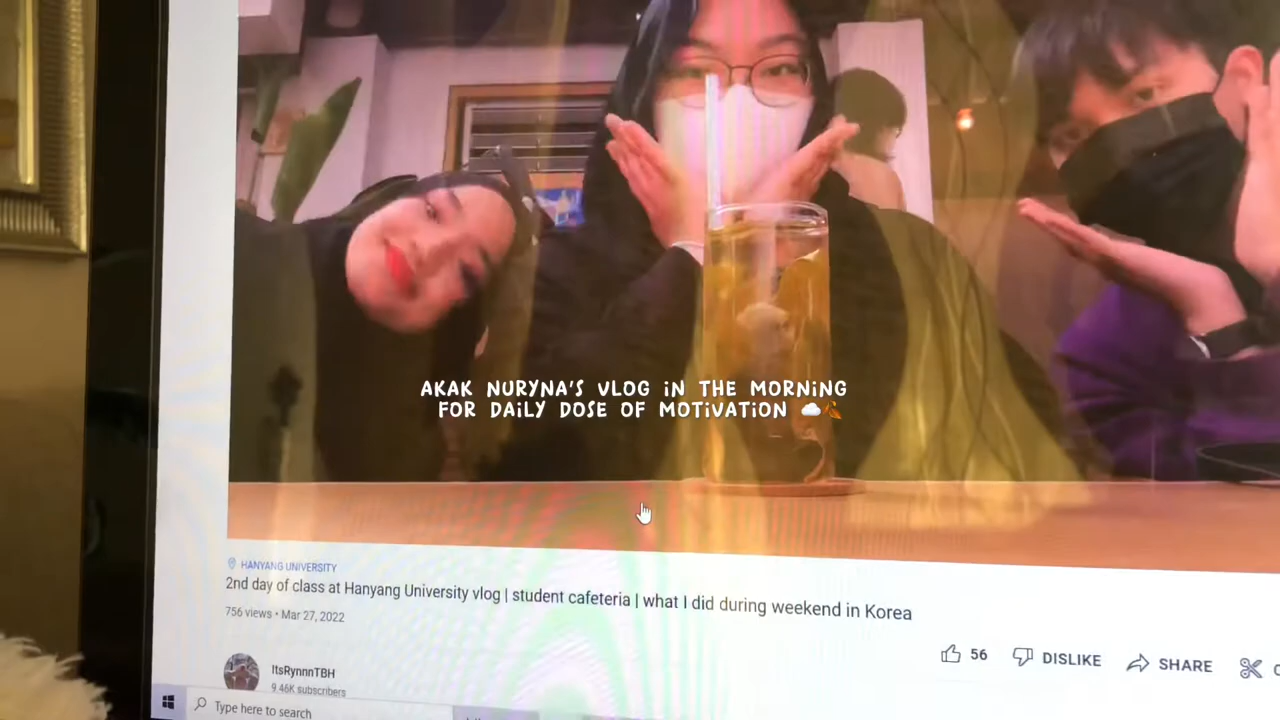 AKAK NURYNA'S VLOG iN THE MORNiNG
FOR DAiLY DOSE OF MOTiVATiON
HANYANG UNIVERSITY
2nd day of class at Hanyang University vlog | student cafeteria | what I did during weekend in Korea
756 views • Mar 27, 2022
56
DISLIKE
SHARE
ItsRynnnTBH
9.46K subscribers
Type here to search